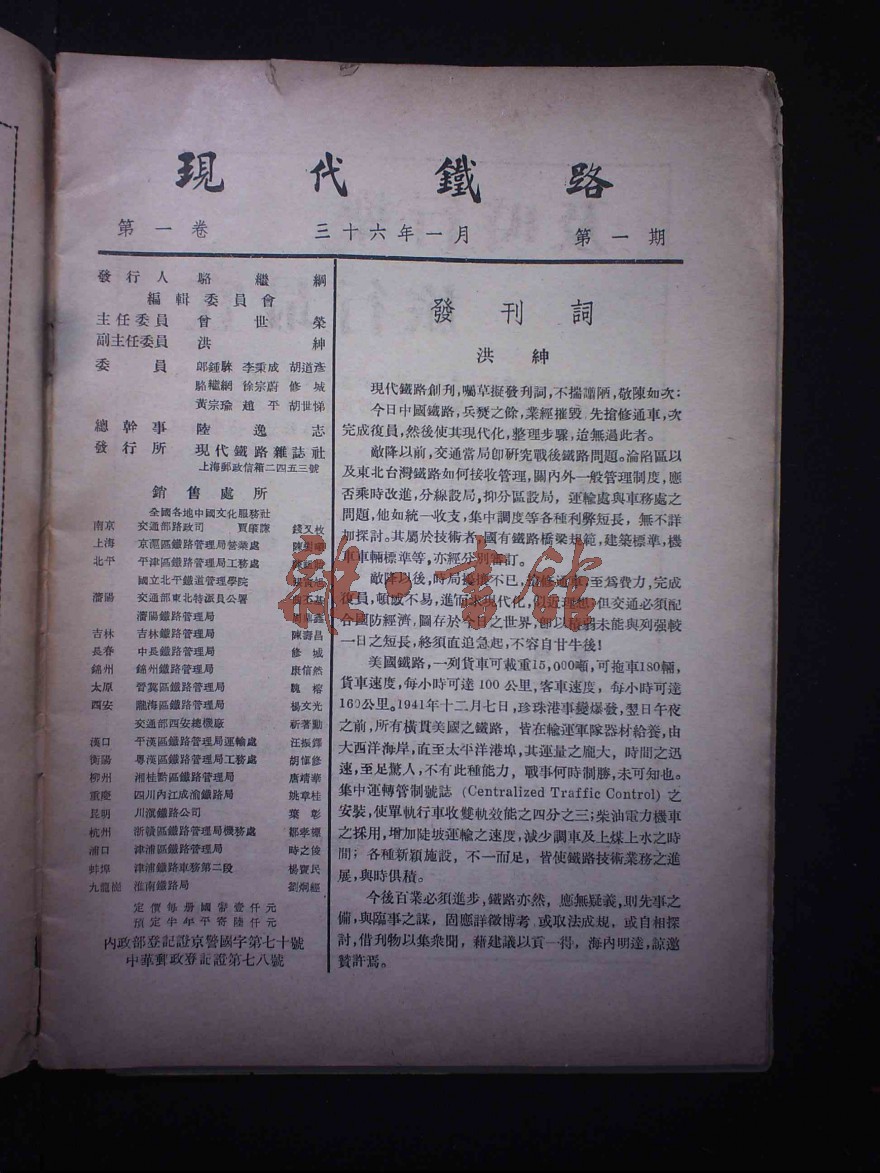 現代鐵路
第一卷 三十六年一月 第一期
發行人 駱繼綱
編輯委員會
主任委員 曾世榮
副主任委員 洪紳
委員 鍾騋 李秉成 胡道彥
駱繼綱 徐宗蔚 修城
黃宗瑜 趙平 胡世悌
總幹事 陸逸志
發行所 現代鐵路雜誌社
上海郵政信箱二四五三號
銷售處所
全國各地中國文化服務社
南京 交通部路政司 賈繼謙 錢又枚
上海 京滬區鐵路管理局營業處
北平 平津區鐵路管理局工務處
國立北平鐵道管理學院
瀋陽 交通部東北特派員公署
瀋陽鐵路管理局
吉林 吉林鐵路管理局 陳壽昌
長春 中長鐵路管理局 修城
錦州 錦州鐵路管理局 康信然
太原 晉冀區鐵路管理局 魏榕
西安 隴海區鐵路管理局 楊文光
交通部西安總機廠 祈著勳
漢口 平漢區鐵路管理局運輸處 汪振鐸
衡陽 粵漢區鐵路管理局工務處 胡慎修
柳州 湘桂黔區鐵路管理局 唐靖華
重慶 四川內江成渝鐵路局 姚章桂
昆明 川滇鐵路公司 葉彰
杭州 浙贛區鐵路管理局機務處 鄒孝標
浦口 津浦區鐵路管理局 時之俊
蚌埠 津浦鐵路車務第二段 楊寶民
九龍崗 淮南鐵路局 劉炯經
定價每册國幣壹仟元
預定半年平寄陸仟元
內政部登記證京警國字第七十號
中華郵政登記證第七八號
發刊詞
洪紳
現代鐵路創刊，囑草擬發刊詞，不揣譾陋，敬陳如次：
今日中國鐵路，兵燹之餘，業經摧毀，先搶修通車，次
完成復員，然後使其現代化，整理步驟，迨無過此者。
敵降以前，交通當局卽研究戰後鐵路問題。淪陷區以
及東北台灣鐵路如何接收管理，關內外一般管理制度，應
否乘時改進，分線設局，抑分區設局，運輸處與車務處之
問題，他如統一收支，集中調度等各種利弊短長，無不詳
加探討。其屬於技術者，國有鐵路橋梁規範，建築標準，機
車車輛標準等，亦經分別審訂。
敵降以後，時局擾攘不已，搶修通車，至爲費力，完成
復員，頓感不易，進而求現代化，似近理想，但交通必須配
合國防經濟，圖存於今日之世界，卽以積弱未能與列強較
一日之短長，終須直追急起，不容自甘牛後！
美國鐵路，一列貨車可載重15,000噸，可拖車180輛，
貨車速度，每小時可達100公里，客車速度，每小時可達
160公里。1941年十二月七日，珍珠港事變爆發，翌日午夜
之前，所有橫貫美國之鐵路，皆在輸運軍隊器材給養，由
大西洋海岸，直至太平洋港埠，其運量之龐大，時間之迅
速，至足驚人，不有此種能力，戰事何時制勝，未可知也。
集中運轉管制號誌 (Centralized Traffic Control) 之
安裝，使單軌行車收雙軌效能之四分之三；柴油電力機車
之採用，增加陡坡運輸之速度，減少調車及上煤上水之時
間；各種新穎施設，不一而足，皆使鐵路技術業務之進
展，與時俱積。
今後百業必須進步，鐵路亦然，應無疑義，則先事之
備，與臨事之謀，固應詳徵博考，或取法成規，或自相探
討，借刊物以集衆聞，藉建議以貢一得，海內明達，諒邀
贊許焉。
雜·書館